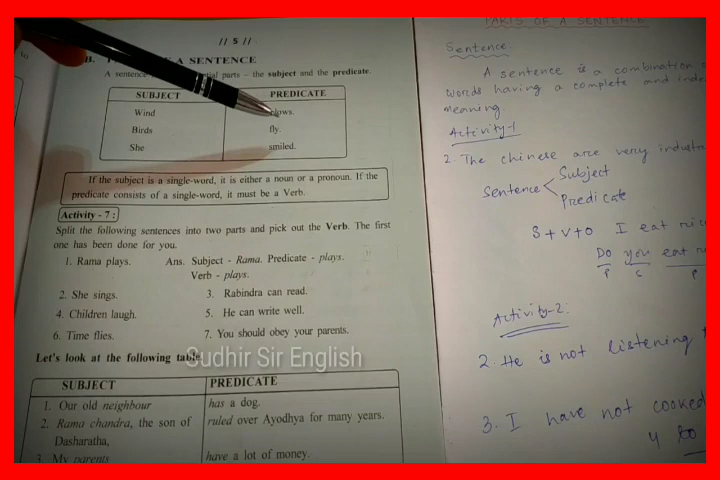 // 5 //
B. OF A SENTENCE
A sentence parts – the subject and the predicate.
SUBJECT PREDICATE
Wind blows.
Birds fly.
She smiled.
If the subject is a single-word, it is either a noun or a pronoun. If the
predicate consists of a single-word, it must be a Verb.
Activity - 7 :
Split the following sentences into two parts and pick out the Verb. The first
one has been done for you.
1. Rama plays. Ans. Subject - Rama. Predicate - plays.
Verb - plays.
2. She sings. 3. Rabindra can read.
4. Children laugh. 5. He can write well.
6. Time flies. 7. You should obey your parents.
Let's look at the following table
Sudhir Sir English
SUBJECT PREDICATE
1. Our old neighbour has a dog.
2. Rama chandra, the son of ruled over Ayodhya for many years.
Dasharatha,
3. My parents have a lot of money.
to
PARTS OF A SENTENCE
Sentence
A sentence is a combination
words having a complete and
meaning
Activity-1
2 The chinese are very
Sentence Subject
Predicate
S + V + O I eat
Do you eat
P S P
Activity-2:
2. He is not listening
3. I have not cooked
4